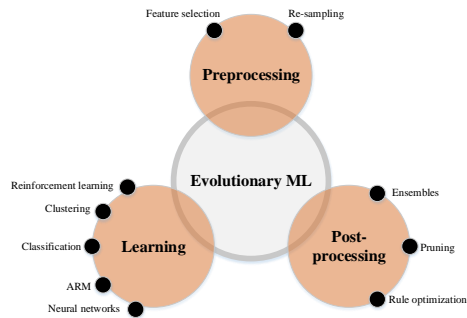 Feature selection
Re-sampling
Preprocessing
Evolutionary ML
Reinforcement learning
Clustering
Classification
ARM
Neural networks
Learning
Post-
processing
Ensembles
Pruning
Rule optimization